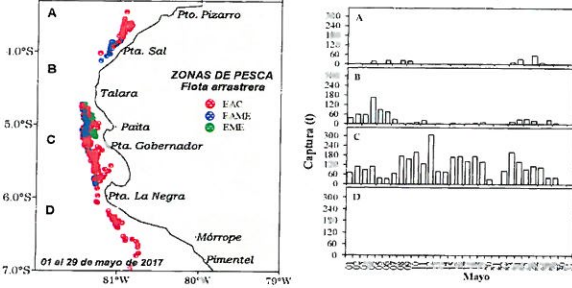 A
Pto. Pizarro
4.0°S
Pta. Sal
B
ZONAS DE PESCA
Flota arrastrera
EAC
EAME
EME
Talara
5.0°S
Paita
C
Pta. Gobernador
6.0°S
Pta. La Negra
D
Mórrope
Pimentel
7.0°S
01 al 29 de mayo de 2017
81°W
80°W
79°W
Captura (t)
A
300
240
180
120
60
0
B
300
240
180
120
60
0
C
300
240
180
120
60
0
D
300
240
180
120
60
0
Mayo